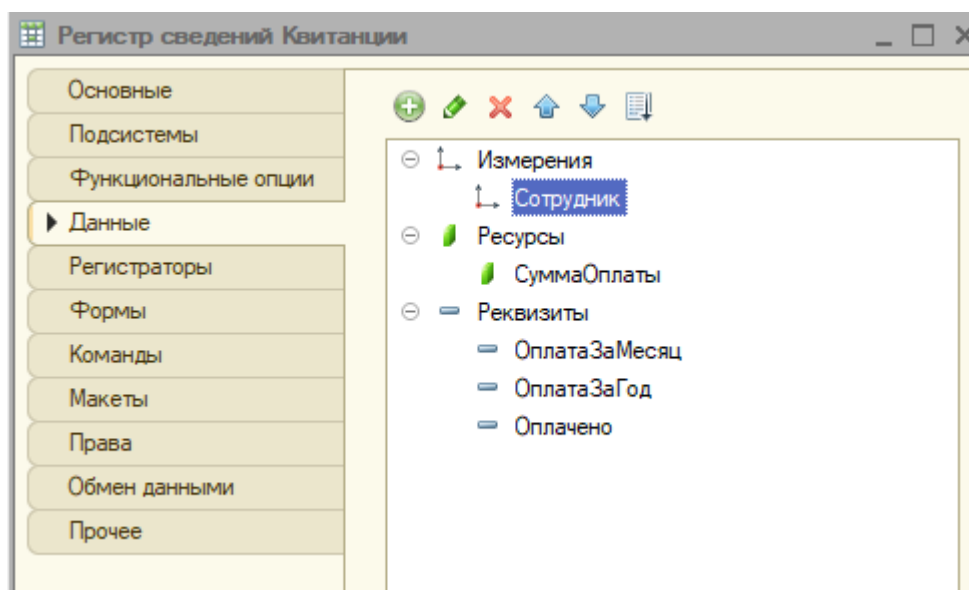 Регистр сведений Квитанции
Основные
Подсистемы
Функциональные опции
Данные
Регистраторы
Формы
Команды
Макеты
Права
Обмен данными
Прочее
Измерения
Сотрудник
Ресурсы
СуммаОплаты
Реквизиты
ОплатаЗаМесяц
ОплатаЗаГод
Оплачено